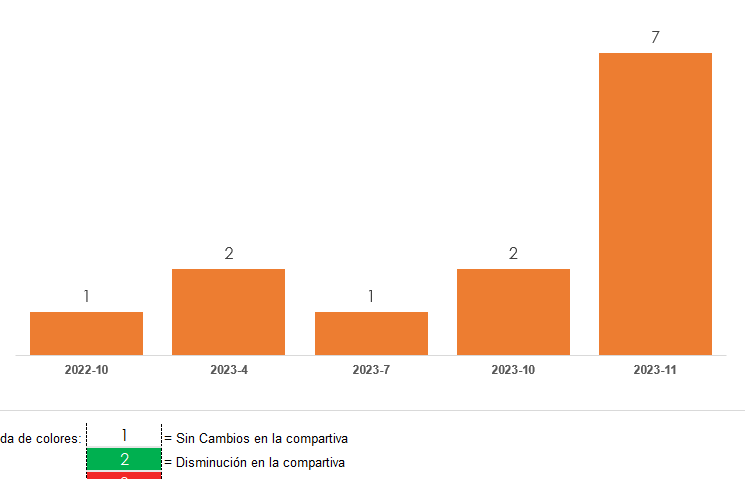 7
2
2
1
1
2022-10 2023-4 2023-7 2023-10 2023-11
da de colores: 1 = Sin Cambios en la compartiva
2 = Disminución en la compartiva